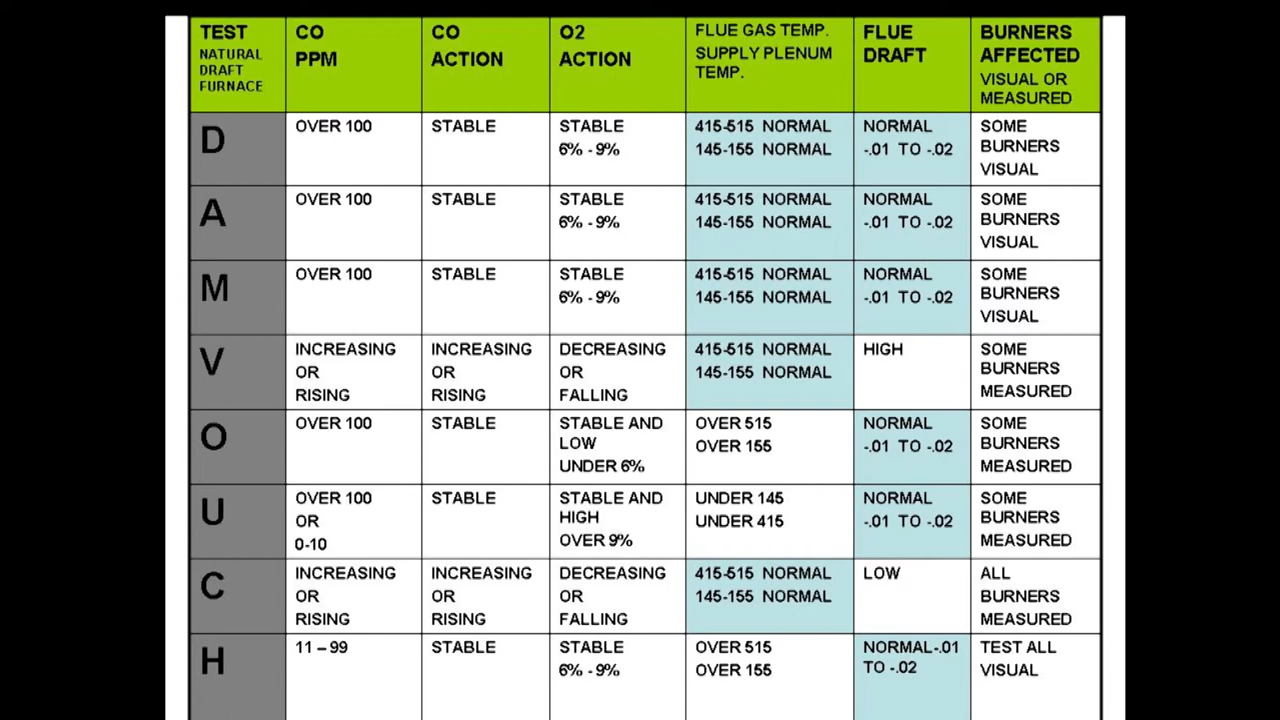 TEST
NATURAL
DRAFT
FURNACE
CO
PPM
CO
ACTION
O2
ACTION
FLUE GAS TEMP.
SUPPLY PLENUM
TEMP.
FLUE
DRAFT
BURNERS
AFFECTED
VISUAL OR
MEASURED
D
OVER 100
STABLE
STABLE
6% - 9%
415-515 NORMAL
145-155 NORMAL
NORMAL
-.01 TO -.02
SOME
BURNERS
VISUAL
A
OVER 100
STABLE
STABLE
6% - 9%
415-515 NORMAL
145-155 NORMAL
NORMAL
-.01 TO -.02
SOME
BURNERS
VISUAL
M
OVER 100
STABLE
STABLE
6% - 9%
415-515 NORMAL
145-155 NORMAL
NORMAL
-.01 TO -.02
SOME
BURNERS
VISUAL
V
INCREASING
OR
RISING
INCREASING
OR
RISING
DECREASING
OR
FALLING
415-515 NORMAL
145-155 NORMAL
HIGH
SOME
BURNERS
MEASURED
O
OVER 100
STABLE
STABLE AND
LOW
UNDER 6%
OVER 515
OVER 155
NORMAL
-.01 TO -.02
SOME
BURNERS
MEASURED
U
OVER 100
OR
0-10
STABLE
STABLE AND
HIGH
OVER 9%
UNDER 145
UNDER 415
NORMAL
-.01 TO -.02
SOME
BURNERS
MEASURED
C
INCREASING
OR
RISING
INCREASING
OR
RISING
DECREASING
OR
FALLING
415-515 NORMAL
145-155 NORMAL
LOW
ALL
BURNERS
MEASURED
H
11 – 99
STABLE
STABLE
6% - 9%
OVER 515
OVER 155
NORMAL-.01
TO -.02
TEST ALL
VISUAL